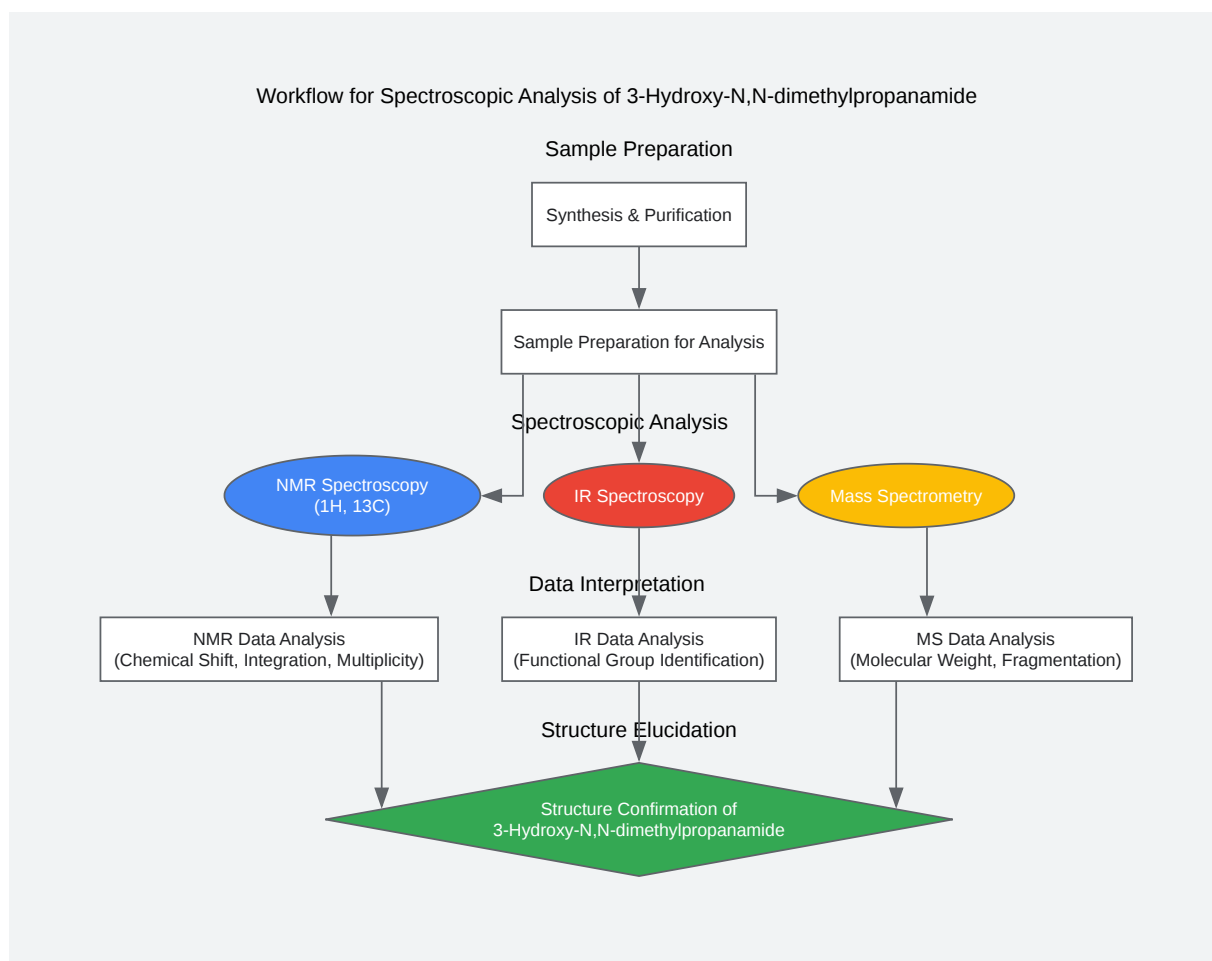 Workflow for Spectroscopic Analysis of 3-Hydroxy-N,N-dimethylpropanamide
Sample Preparation
Synthesis & Purification
Sample Preparation for Analysis
Spectroscopic Analysis
NMR Spectroscopy
(1H, 13C)
IR Spectroscopy
Mass Spectrometry
Data Interpretation
NMR Data Analysis
(Chemical Shift, Integration, Multiplicity)
IR Data Analysis
(Functional Group Identification)
MS Data Analysis
(Molecular Weight, Fragmentation)
Structure Elucidation
Structure Confirmation of
3-Hydroxy-N,N-dimethylpropanamide